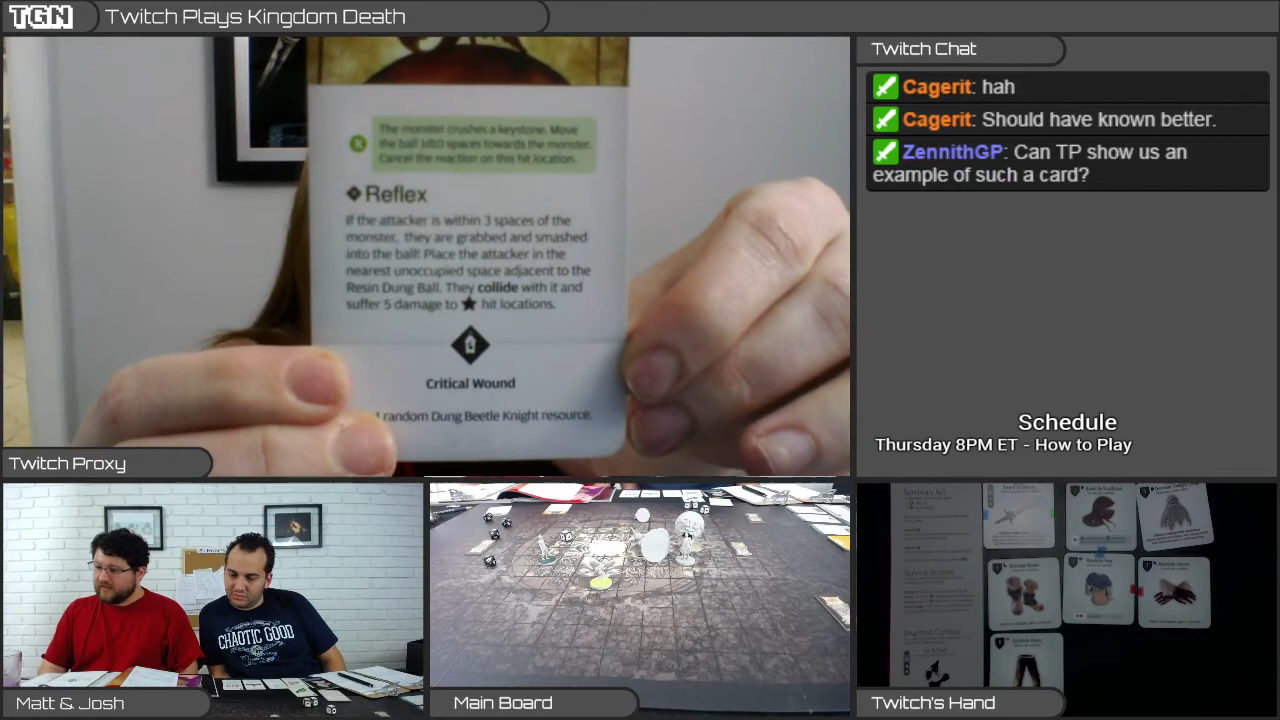 TGN
Twitch Plays Kingdom Death
The monster crushes a keystone. Move
the ball spaces towards the monster.
Cancel the reaction on this hit location.
Reflex
If the attacker is within 3 spaces of the
monster, they are grabbed and smashed
into the ball! Place the attacker in the
nearest unoccupied space adjacent to the
Resin Dung Ball. They collide with it and
suffer 5 damage to hit locations.
Critical Wound
random Dung Beetle Knight resource.
Twitch Proxy
Twitch Chat
Cagerit: hah
Cagerit: Should have known better.
ZennithGP: Can TP show us an
example of such a card?
Schedule
Thursday 8PM ET - How to Play
CHAOTIC GOOD
Matt & Josh
Main Board
Survival Actions
Twitch's Hand